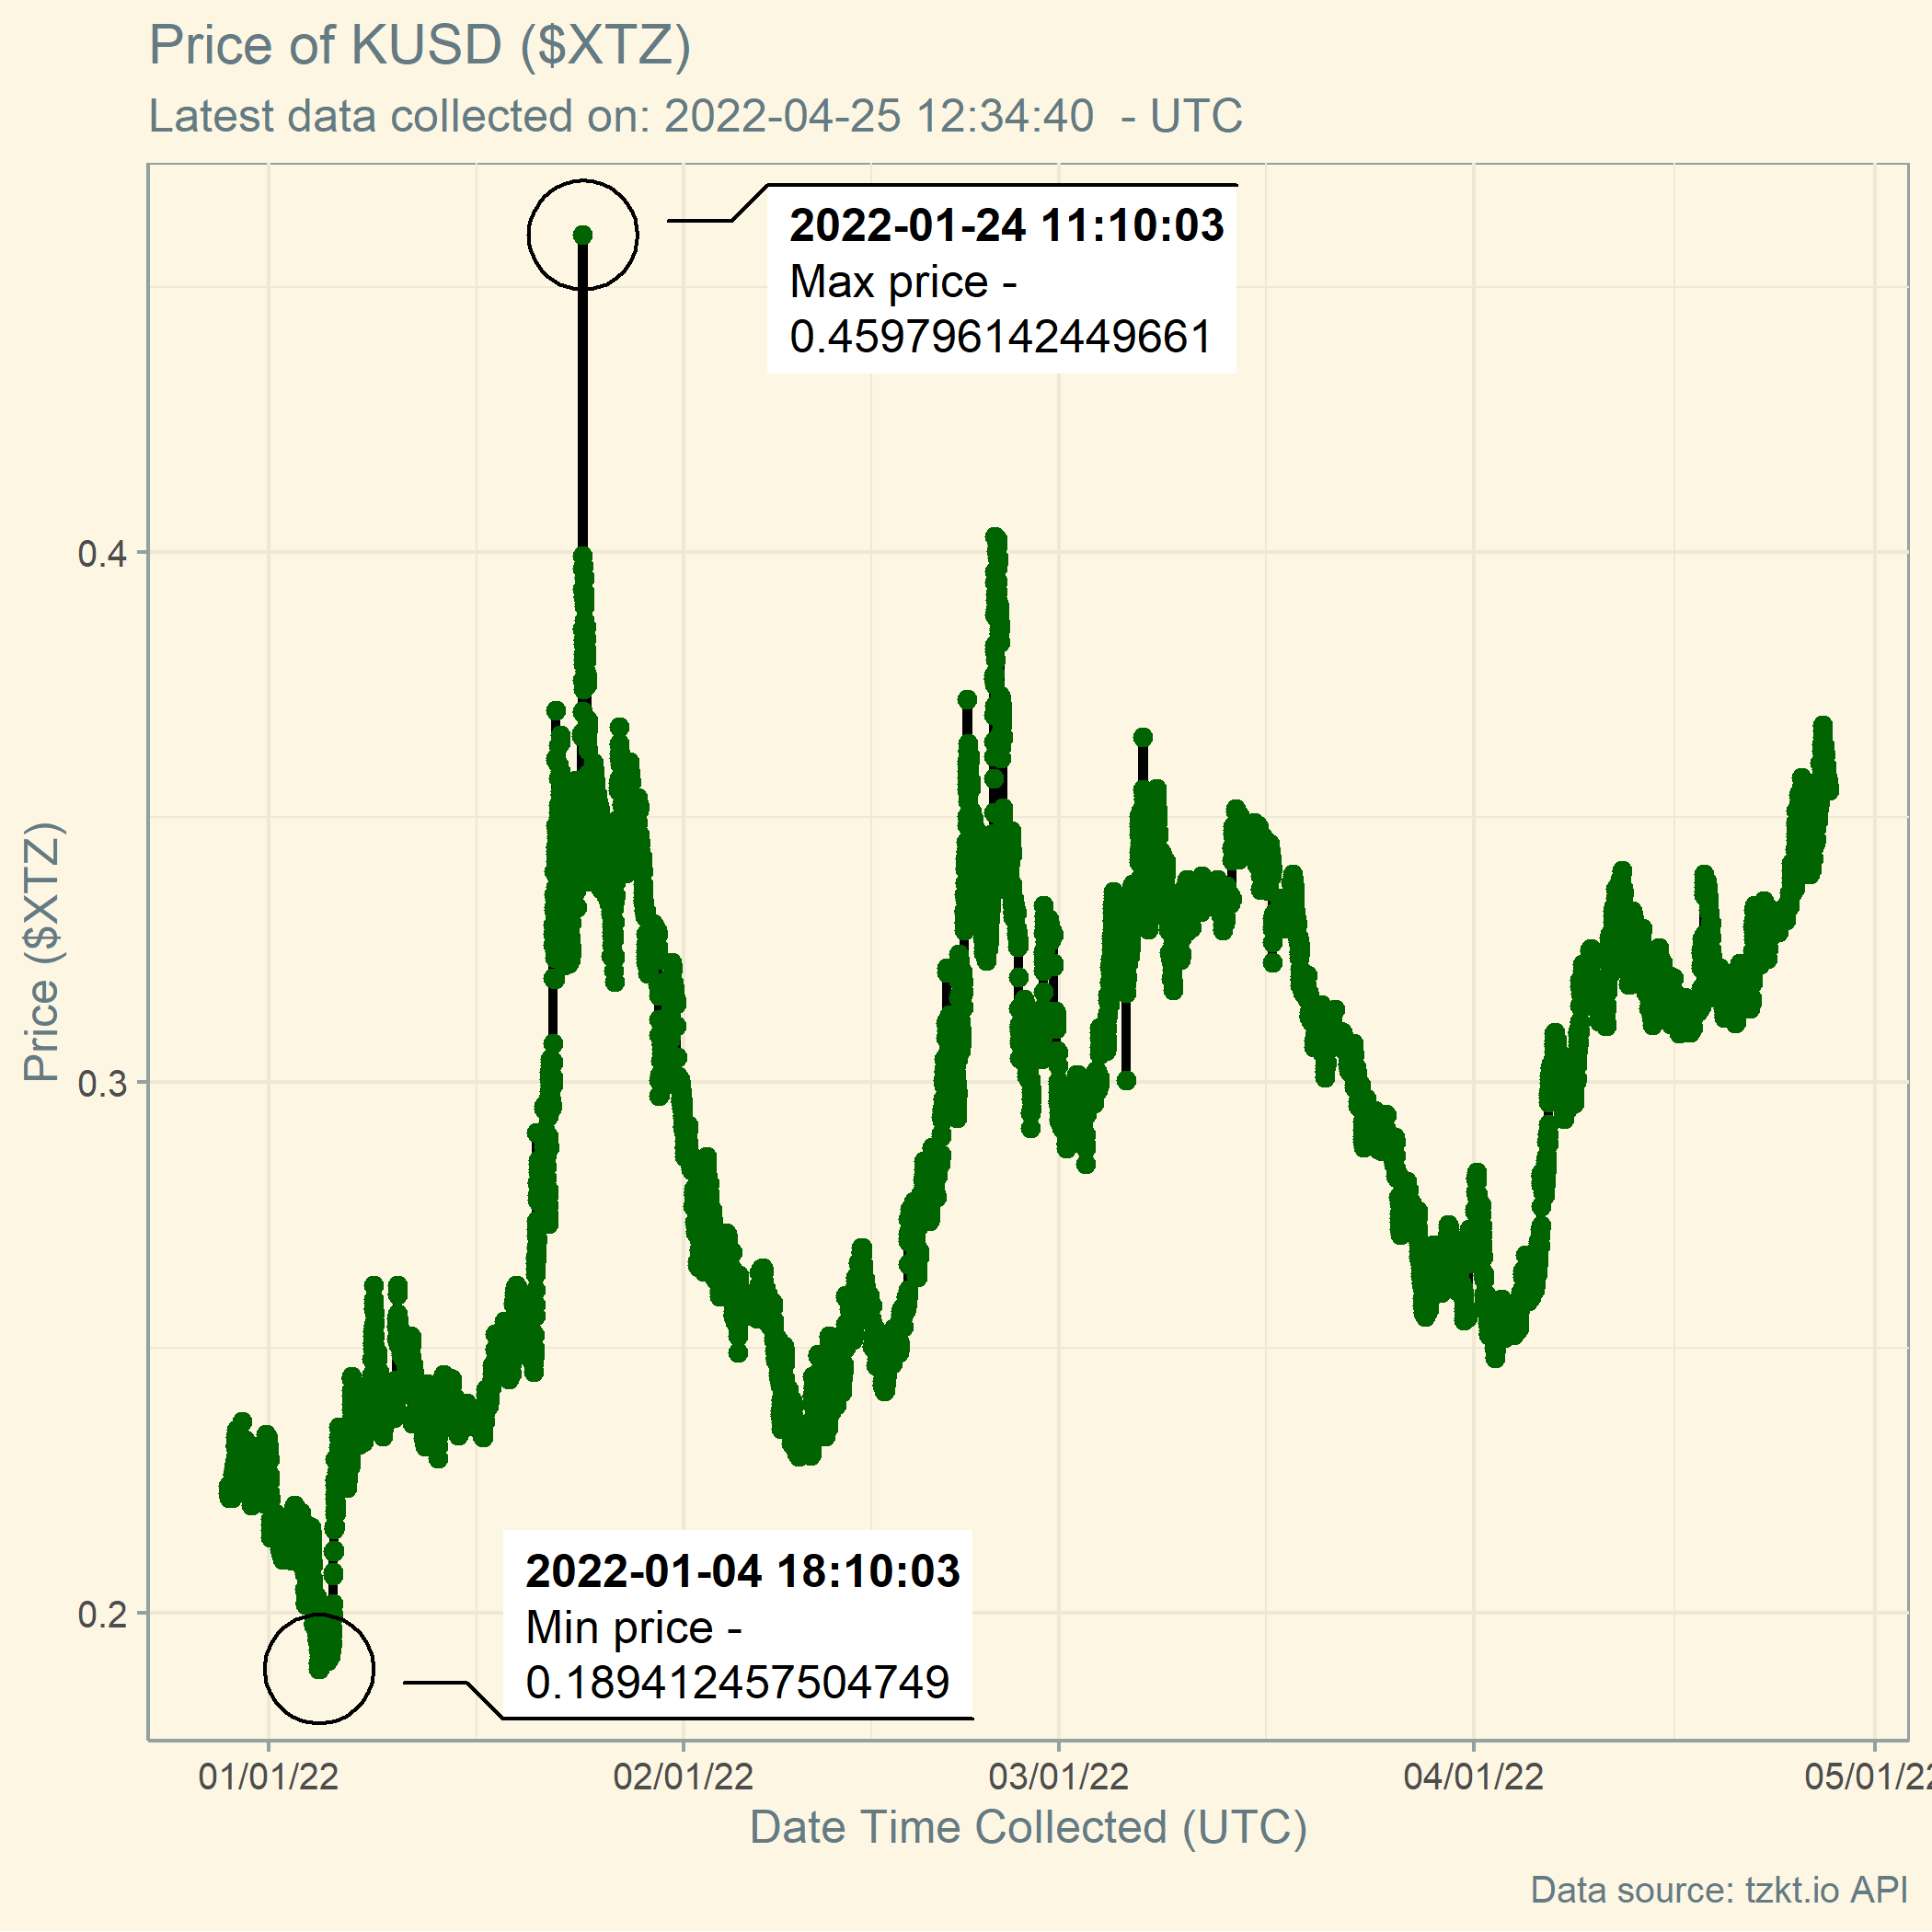 Price of KUSD ($XTZ)
Latest data collected on: 2022-04-25 12:34:40  - UTC
2022-01-24 11:10:03
Max price -
0.459796142449661
0.4
0.3
0.2
Price ($XTZ)
2022-01-04 18:10:03
Min price -
0.189412457504749
01/01/22
02/01/22
03/01/22
04/01/22
05/01/22
Date Time Collected (UTC)
Data source: tzkt.io API